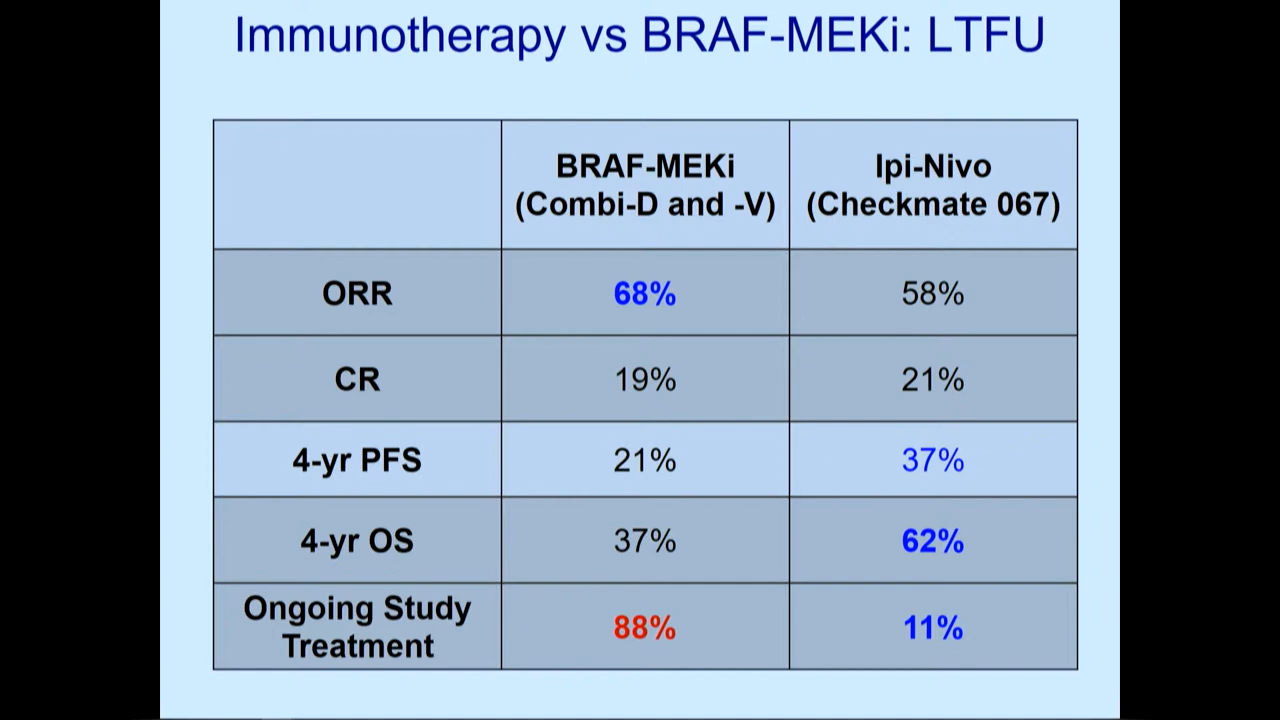 Immunotherapy vs BRAF-MEKi: LTFU
BRAF-MEKi
(Combi-D and -V)
Ipi-Nivo
(Checkmate 067)
ORR 68% 58%
CR 19% 21%
4-yr PFS 21% 37%
4-yr OS 37% 62%
Ongoing Study
Treatment
88% 11%